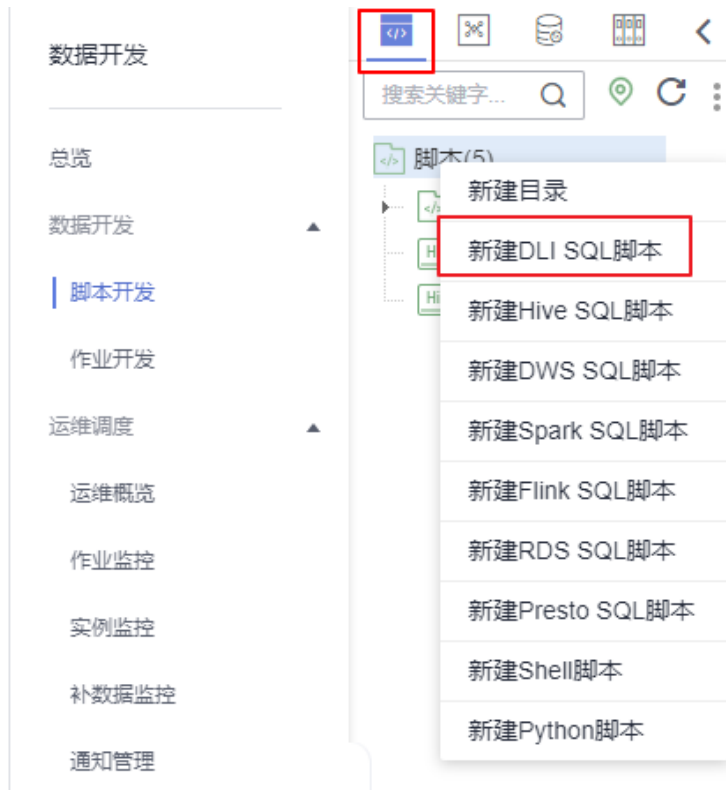 数据开发
搜索关键字...
总览
脚本(5)
数据开发
新建目录
新建DLI SQL脚本
脚本开发
新建Hive SQL脚本
作业开发
新建DWS SQL脚本
运维调度
新建Spark SQL脚本
运维概览
新建Flink SQL脚本
作业监控
新建RDS SQL脚本
实例监控
新建Presto SQL脚本
补数据监控
新建Shell脚本
新建Python脚本
通知管理